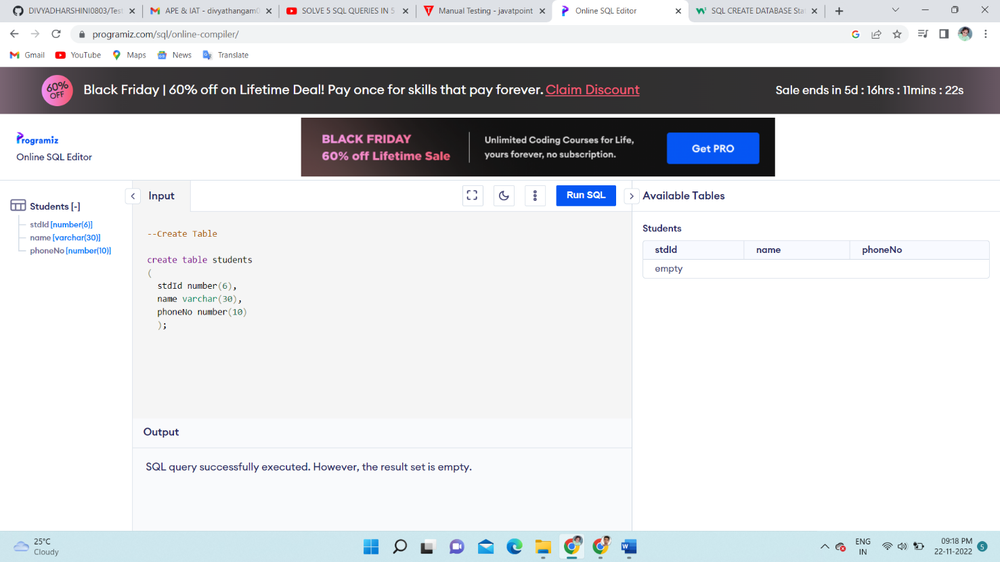 DIVYADHARSHINI0803/Test
APE & IAT - divyathangam0
SOLVE 5 SQL QUERIES IN 5
Manual Testing - javatpoint
Online SQL Editor
SQL CREATE DATABASE Sta
programiz.com/sql/online-compiler/
Gmail
YouTube
Maps
News
Translate
60% OFF
Black Friday | 60% off on Lifetime Deal! Pay once for skills that pay forever. Claim Discount
Sale ends in 5d : 16hrs : 11mins : 22s
Programiz
Online SQL Editor
BLACK FRIDAY
60% off Lifetime Sale
Unlimited Coding Courses for Life,
yours forever, no subscription.
Get PRO
Students [-]
stdId [number(6)]
name [varchar(30)]
phoneNo [number(10)]
Input
Run SQL
--Create Table
create table students
(
stdId number(6),
name varchar(30),
phoneNo number(10)
);
Output
SQL query successfully executed. However, the result set is empty.
Available Tables
Students
stdId name phoneNo
empty
25°C
Cloudy
ENG
IN
09:18 PM
22-11-2022
5